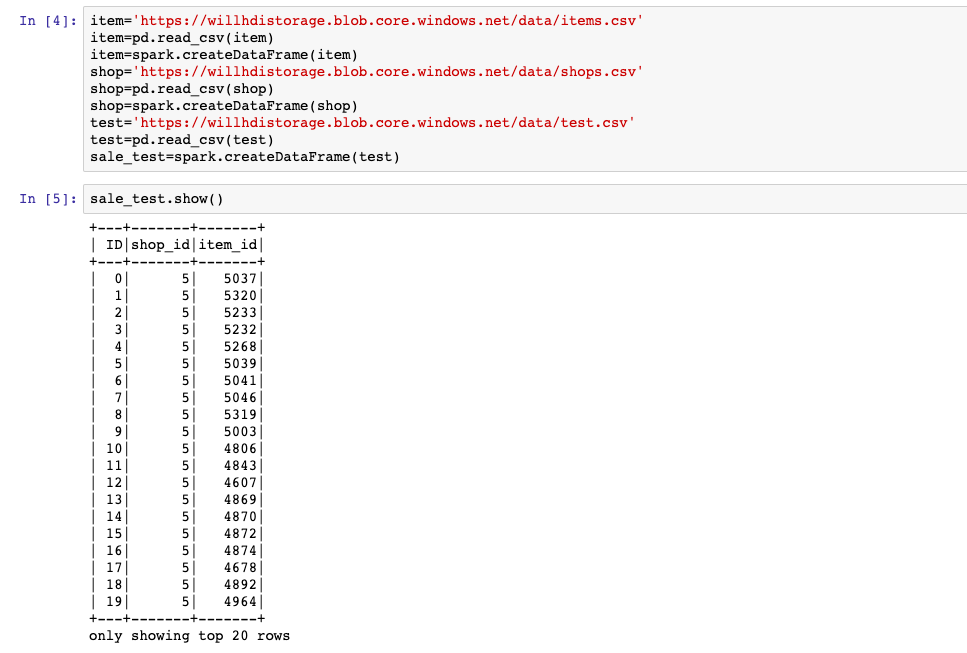 In [4]: item='https://willhdistorage.blob.core.windows.net/data/items.csv'
item=pd.read_csv(item)
item=spark.createDataFrame(item)
shop='https://willhdistorage.blob.core.windows.net/data/shops.csv'
shop=pd.read_csv(shop)
shop=spark.createDataFrame(shop)
test='https://willhdistorage.blob.core.windows.net/data/test.csv'
test=pd.read_csv(test)
sale_test=spark.createDataFrame(test)
In [5]: sale_test.show()
+---+-------+-------+
| ID|shop_id|item_id|
+---+-------+-------+
|  0|      5|   5037|
|  1|      5|   5320|
|  2|      5|   5233|
|  3|      5|   5232|
|  4|      5|   5268|
|  5|      5|   5039|
|  6|      5|   5041|
|  7|      5|   5046|
|  8|      5|   5319|
|  9|      5|   5003|
| 10|      5|   4806|
| 11|      5|   4843|
| 12|      5|   4607|
| 13|      5|   4869|
| 14|      5|   4870|
| 15|      5|   4872|
| 16|      5|   4874|
| 17|      5|   4678|
| 18|      5|   4892|
| 19|      5|   4964|
+---+-------+-------+
only showing top 20 rows